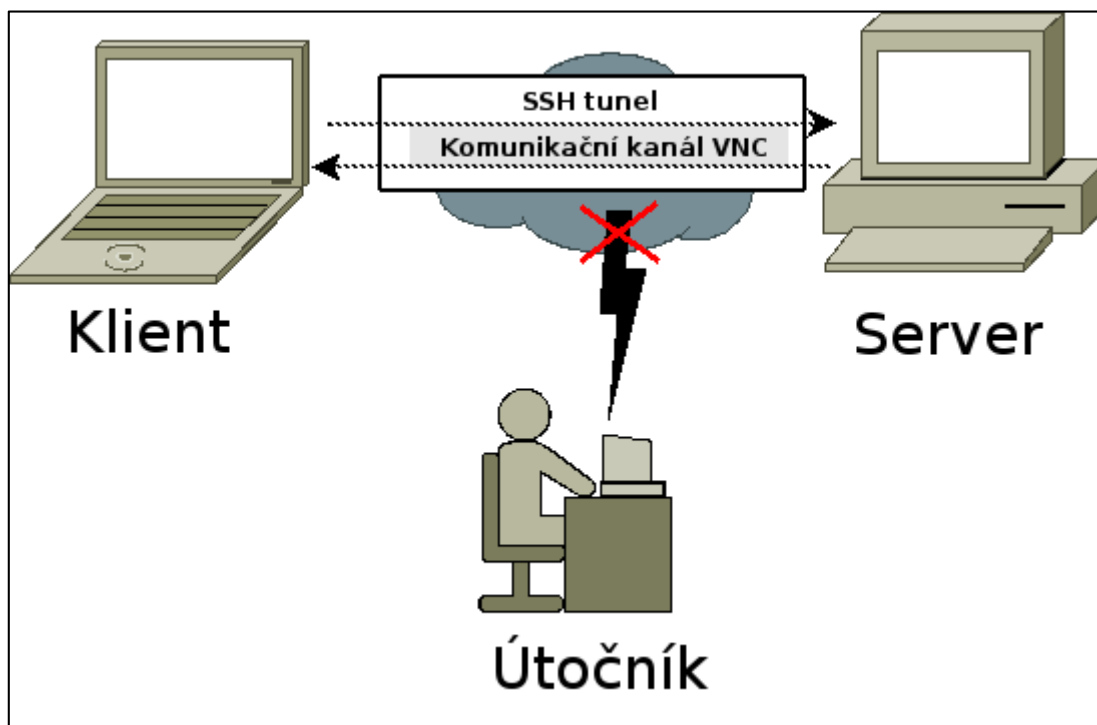 SSH tunel
Komunikační kanál VNC
Klient
Server
Útočník